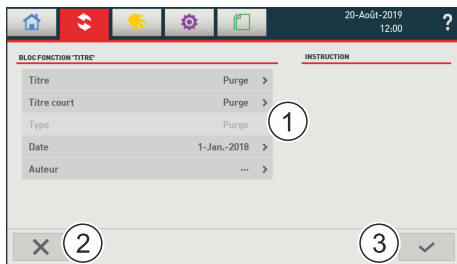 20-Août-2019
12:00
?
BLOC FONCTION 'TITRE'
INSTRUCTION
Titre Purge >
Titre court Purge >
Type Purge
Date 1-Jan.-2018 >
Auteur ... >
1
2
3